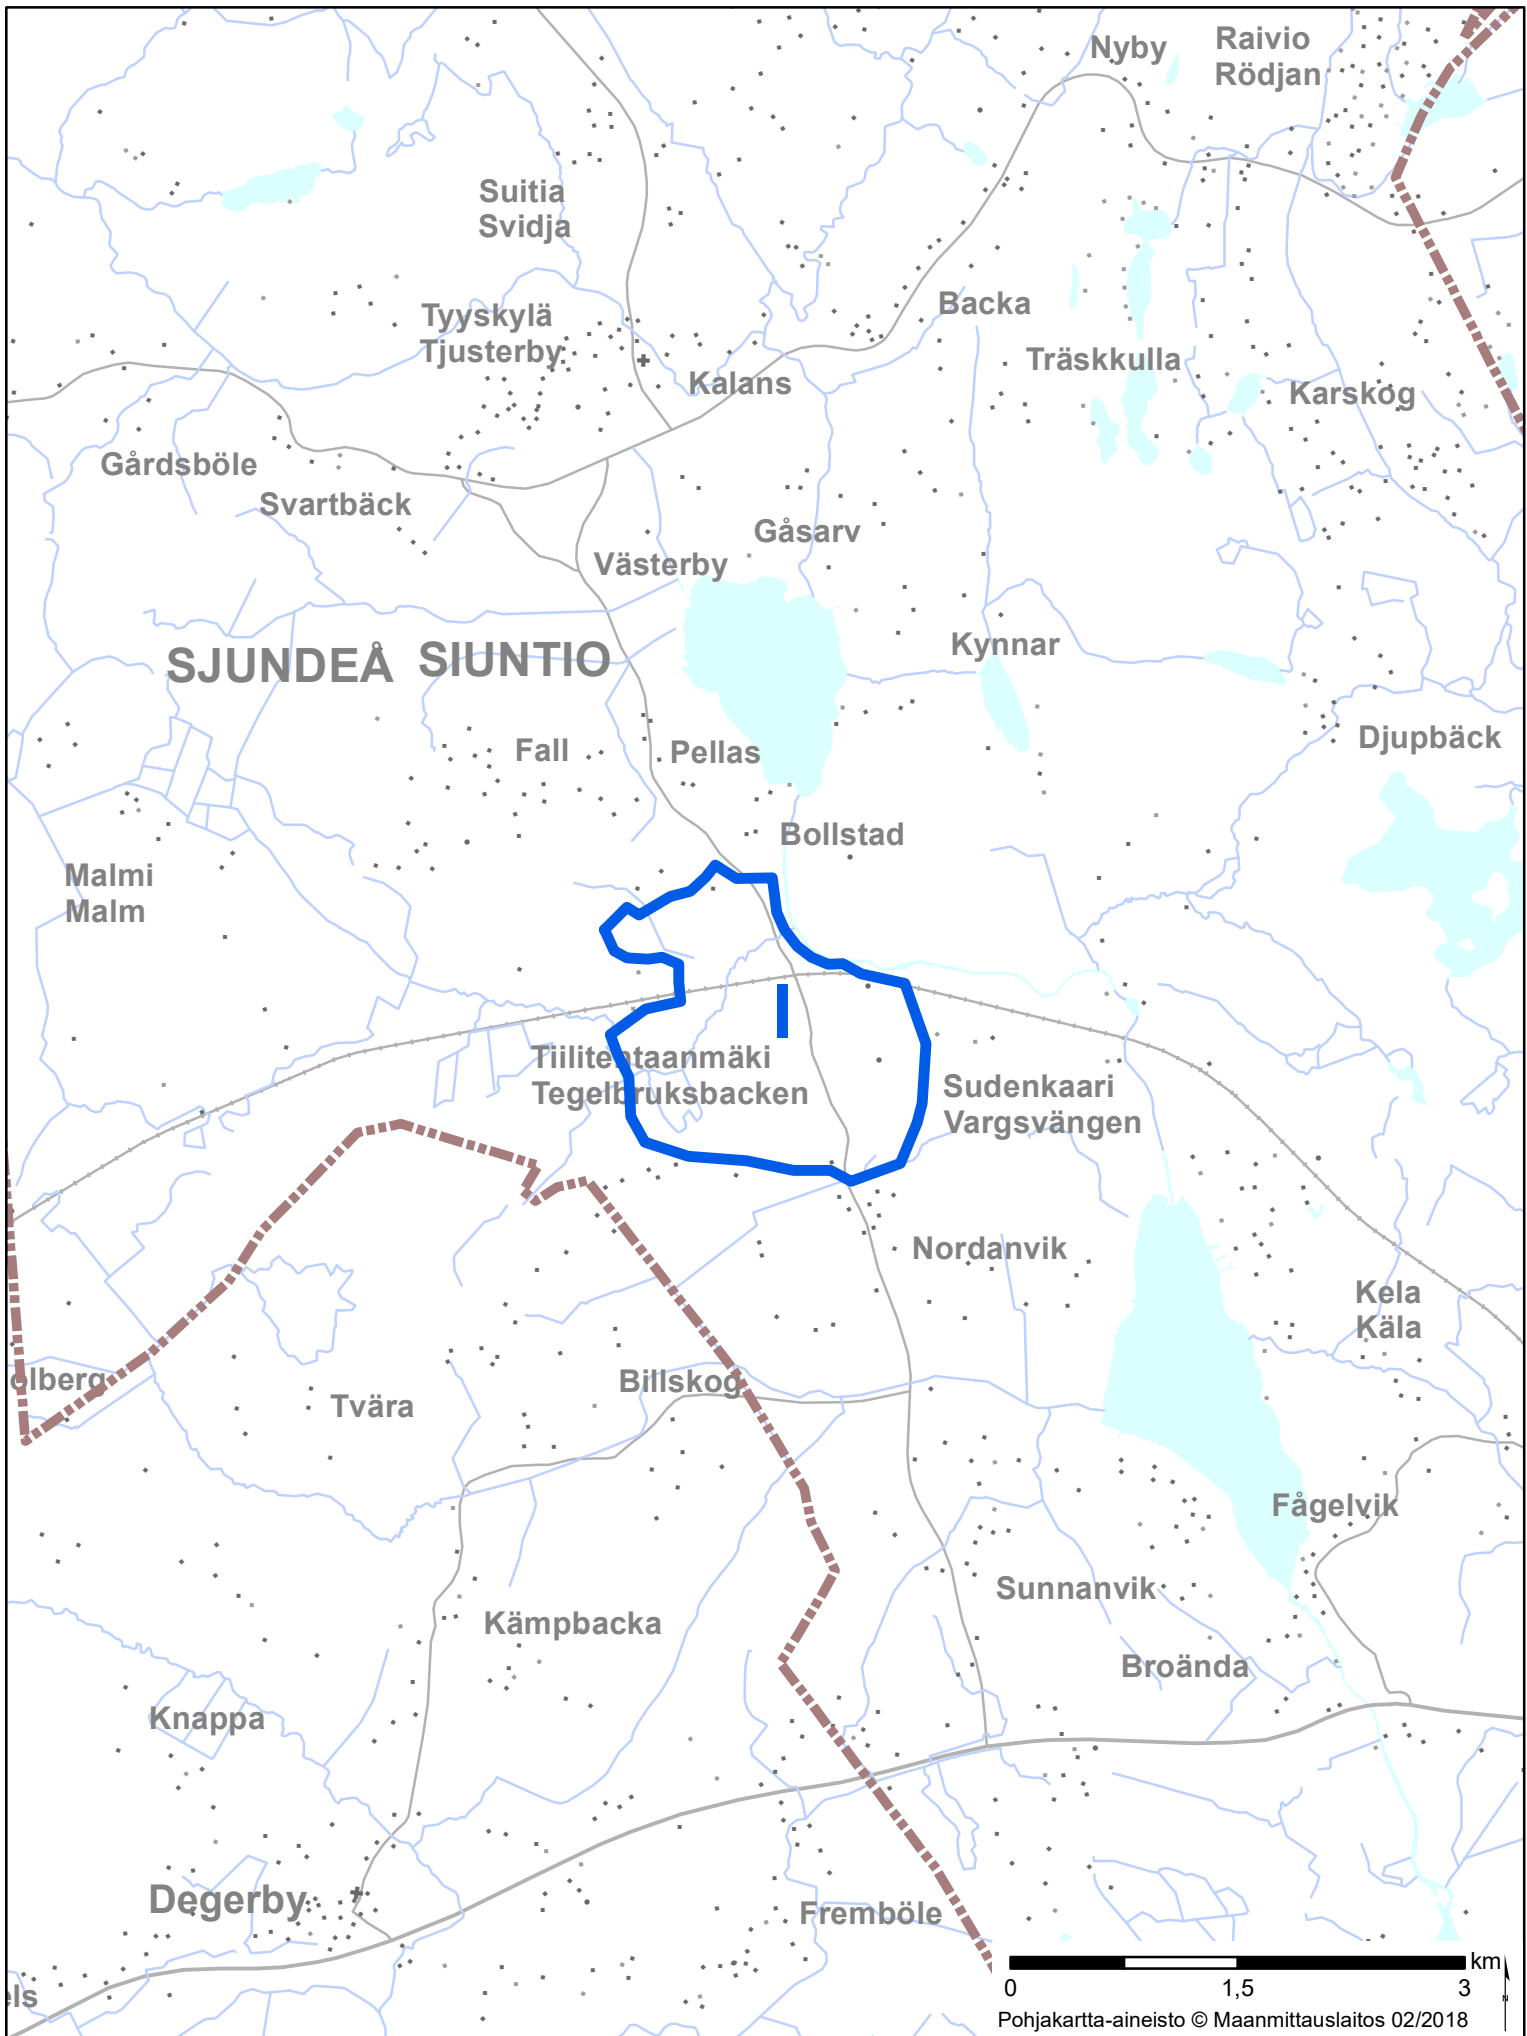 Nyby
Raivio
Rödjan
Suitia
Svidja
Backa
Tyyskylä
Tjusterby
Träskkulla
Kalans
Karskog
Gårdsböle
Svartbäck
Gåsarv
Västerby
SJUNDEÅ SIUNTIO
Kynnar
Djupbäck
Fall
Pellas
Bollstad
Malmi
Malm
I
Tiilitehtaanmäki
Tegelbruksbacken
Sudenkaari
Vargsvängen
Nordanvik
Kela
Käla
olberg
Billskog
Tvära
Fågelvik
Sunnanvik
Kämpbacka
Broända
Knappa
Degerby
Fremböle
els
km
0 1,5 3
N
Pohjakartta-aineisto © Maanmittauslaitos 02/2018